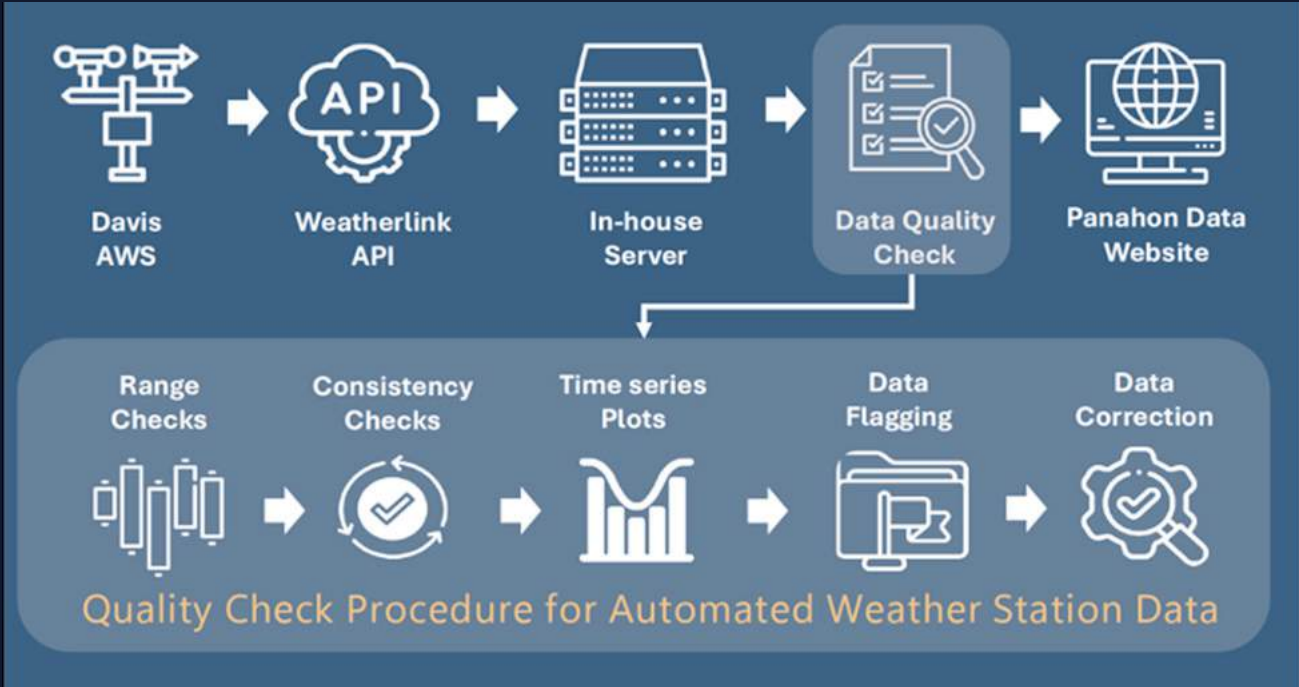 API
Davis
AWS
Weatherlink
API
In-house
Server
Data Quality
Check
Panahon Data
Website
Range
Checks
Consistency
Checks
Time series
Plots
Data
Flagging
Data
Correction
Quality Check Procedure for Automated Weather Station Data